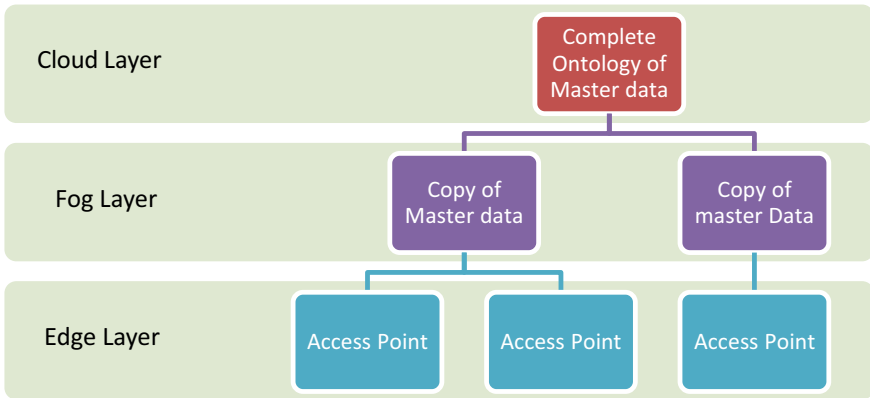 Cloud Layer
Complete
Ontology of
Master data
Fog Layer
Copy of
Master data
Copy of
master Data
Edge Layer
Access Point
Access Point
Access Point